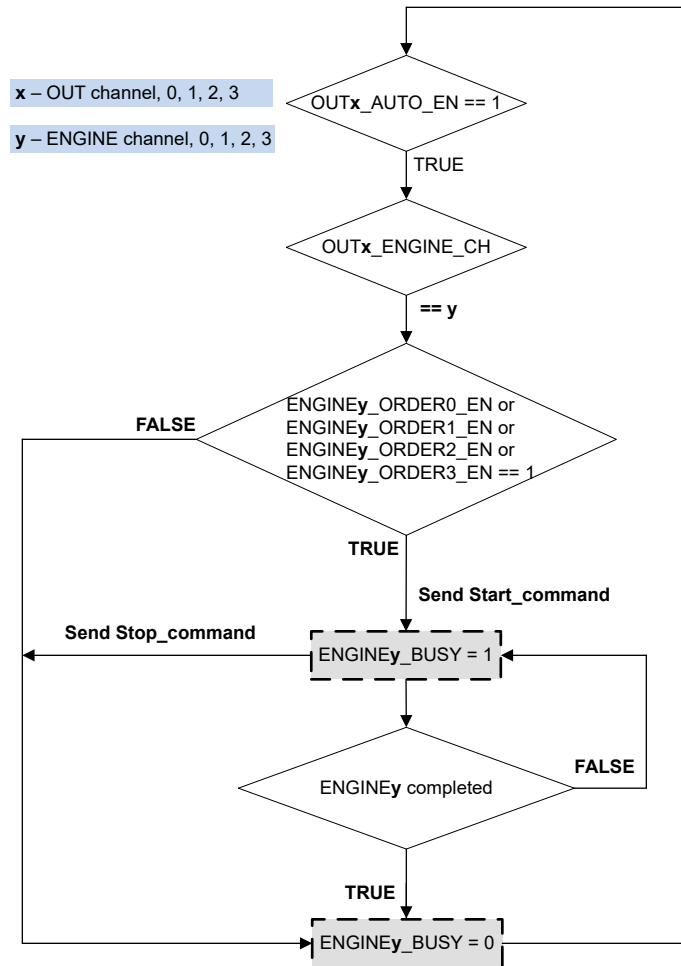 x – OUT channel, 0, 1, 2, 3
y – ENGINE channel, 0, 1, 2, 3
OUTx_AUTO_EN == 1
TRUE
OUTx_ENGINE_CH
== y
ENGINEy_ORDER0_EN or
ENGINEy_ORDER1_EN or
ENGINEy_ORDER2_EN or
ENGINEy_ORDER3_EN == 1
FALSE
TRUE
Send Start_command
Send Stop_command
ENGINEy_BUSY = 1
ENGINEy completed
FALSE
TRUE
ENGINEy_BUSY = 0